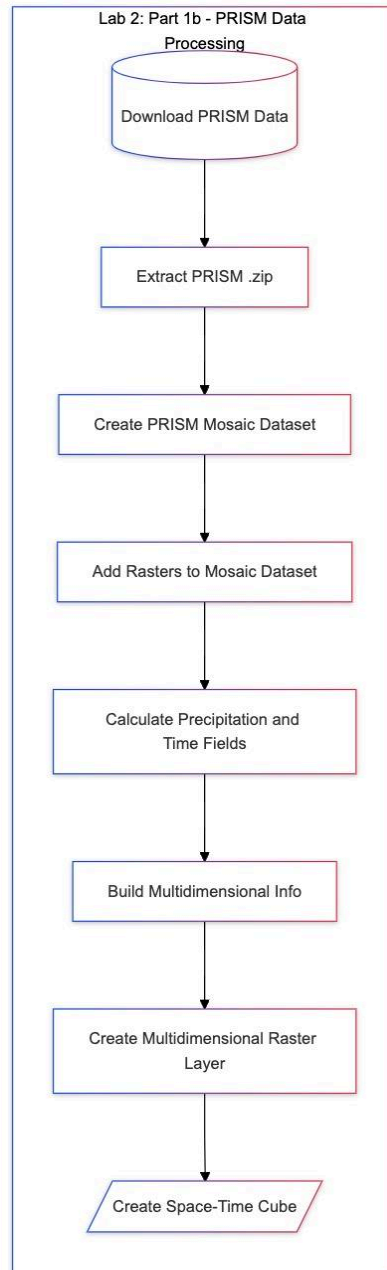 Lab 2: Part 1b - PRISM Data
Processing
Download PRISM Data
Extract PRISM .zip
Create PRISM Mosaic Dataset
Add Rasters to Mosaic Dataset
Calculate Precipitation and
Time Fields
Build Multidimensional Info
Create Multidimensional Raster
Layer
Create Space-Time Cube